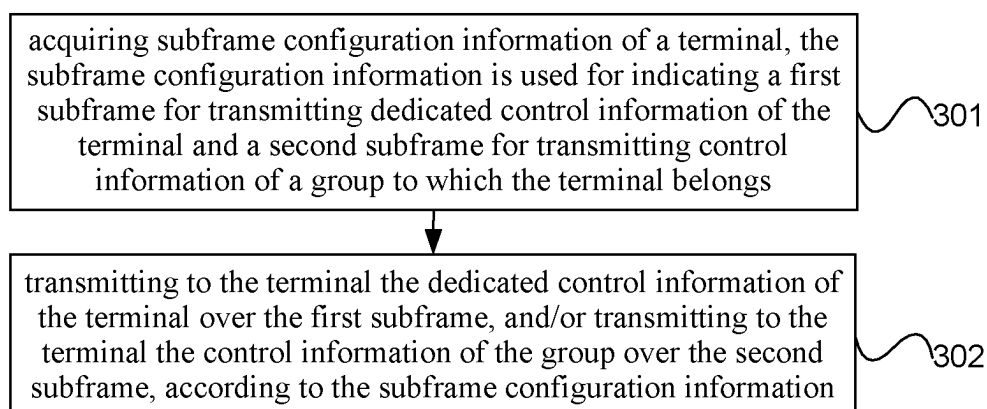 acquiring subframe configuration information of a terminal, the
subframe configuration information is used for indicating a first
subframe for transmitting dedicated control information of the
terminal and a second subframe for transmitting control
information of a group to which the terminal belongs
301
transmitting to the terminal the dedicated control information of
the terminal over the first subframe, and/or transmitting to the
terminal the control information of the group over the second
subframe, according to the subframe configuration information
302